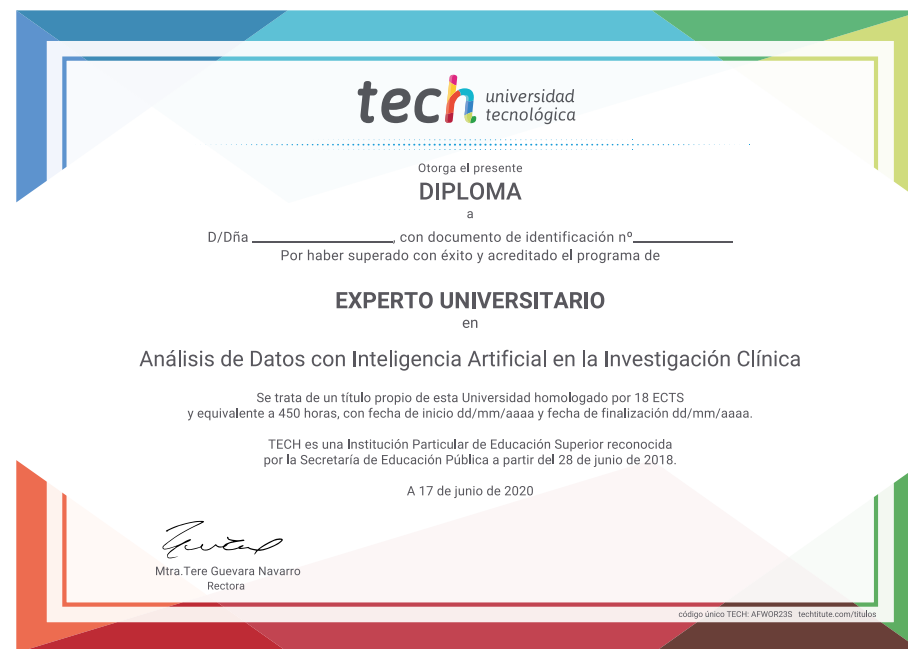 tech universidad
tecnológica
Otorga el presente
DIPLOMA
a
D/Dña ____________________, con documento de identificación nº______________
Por haber superado con éxito y acreditado el programa de
EXPERTO UNIVERSITARIO
en
Análisis de Datos con Inteligencia Artificial en la Investigación Clínica
Se trata de un título propio de esta Universidad homologado por 18 ECTS
y equivalente a 450 horas, con fecha de inicio dd/mm/aaaa y fecha de finalización dd/mm/aaaa.
TECH es una Institución Particular de Educación Superior reconocida
por la Secretaría de Educación Pública a partir del 28 de junio de 2018.
A 17 de junio de 2020
Mtra.Tere Guevara Navarro
Rectora
código único TECH: AFWOR23S techtitute.com/titulos